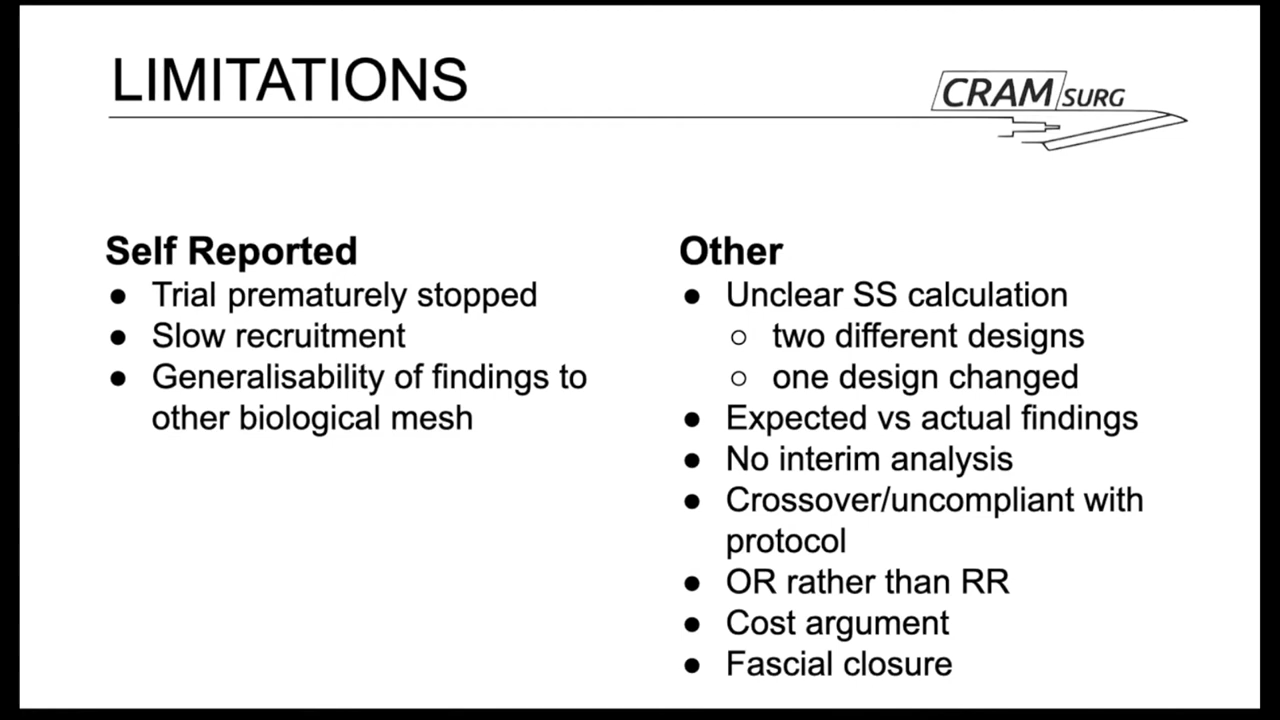 LIMITATIONS
CRAM SURG
Self Reported
● Trial prematurely stopped
● Slow recruitment
● Generalisability of findings to
other biological mesh
Other
● Unclear SS calculation
○ two different designs
○ one design changed
● Expected vs actual findings
● No interim analysis
● Crossover/uncompliant with
protocol
● OR rather than RR
● Cost argument
● Fascial closure